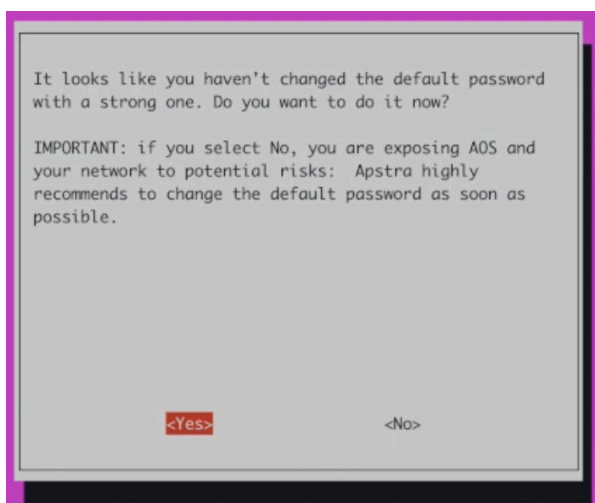 It looks like you haven't changed the default password
with a strong one. Do you want to do it now?
IMPORTANT: if you select No, you are exposing AOS and
your network to potential risks:  Apstra highly
recommends to change the default password as soon as
possible.
<Yes> <No>